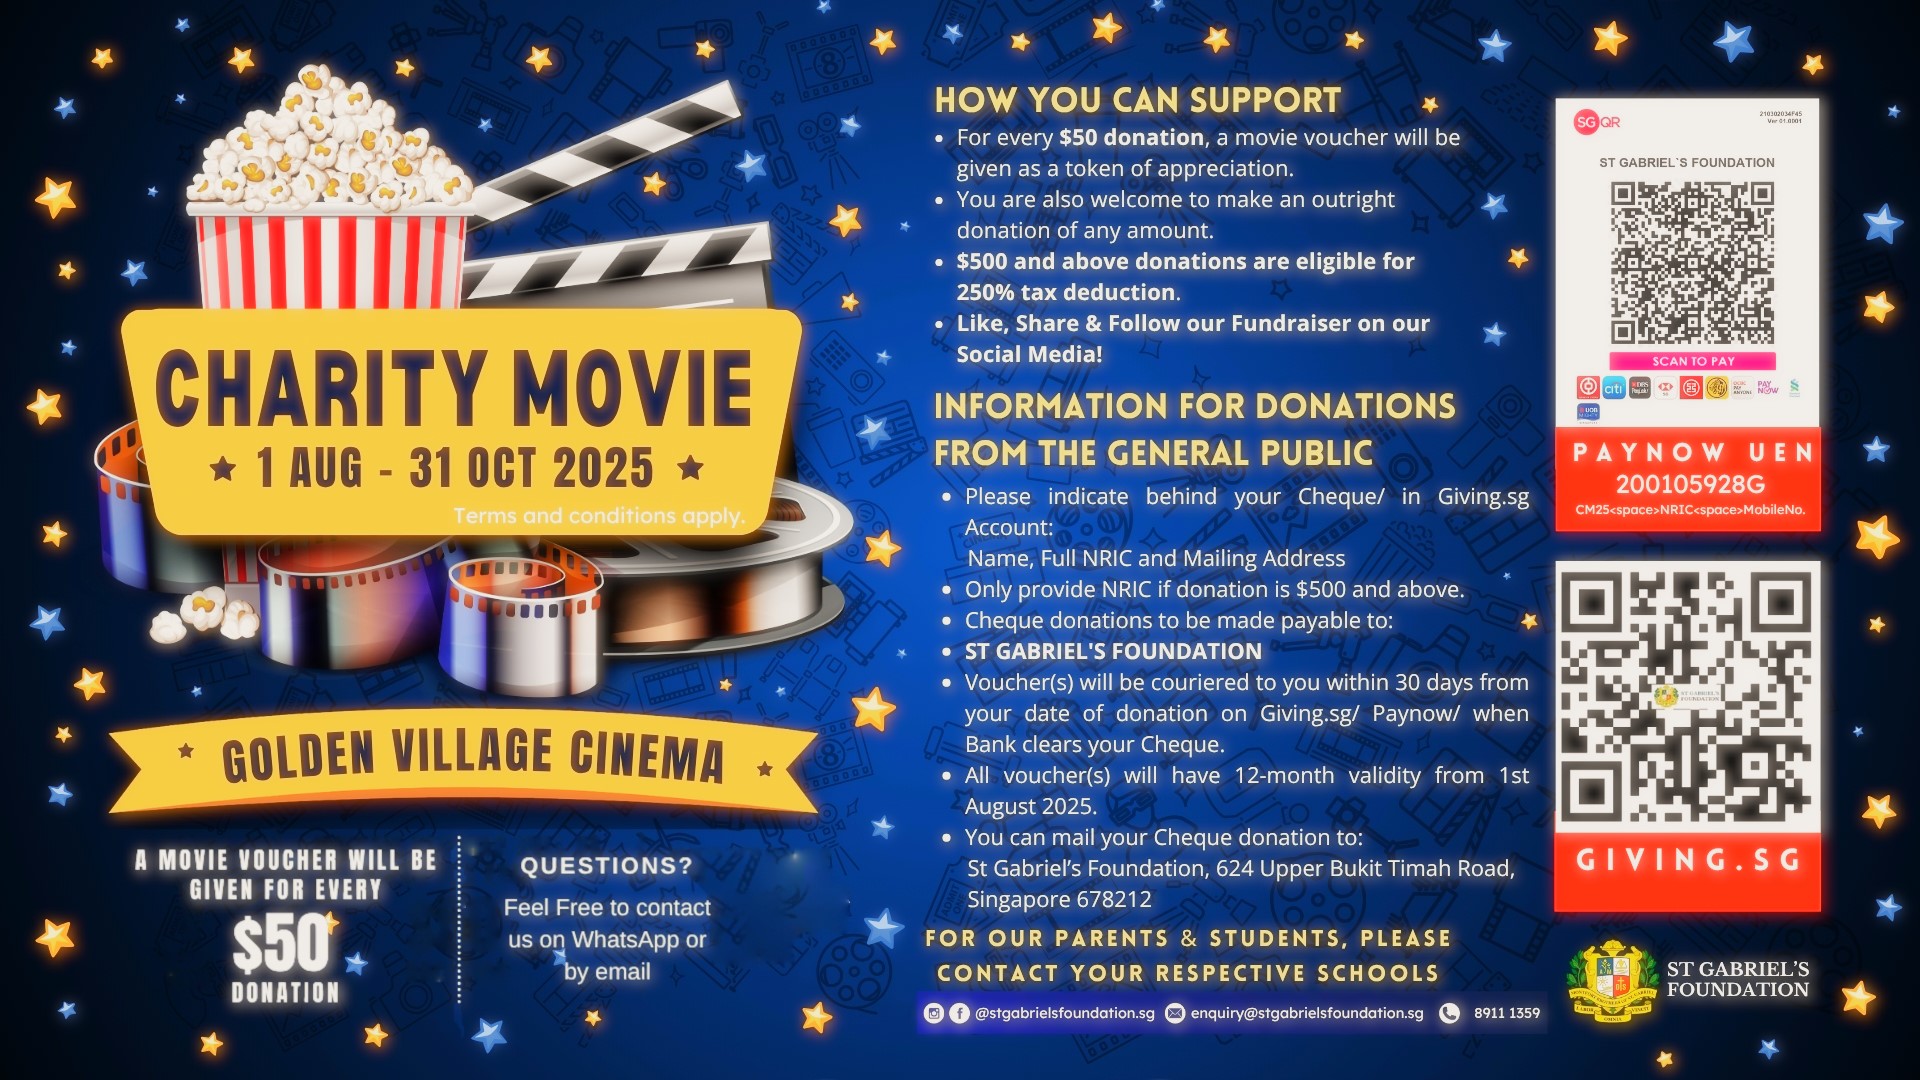 CHARITY MOVIE
1 AUG - 31 OCT 2025
Terms and conditions apply.
GOLDEN VILLAGE CINEMA
A MOVIE VOUCHER WILL BE
GIVEN FOR EVERY
$50
DONATION
QUESTIONS?
Feel Free to contact
us on WhatsApp or
by email
HOW YOU CAN SUPPORT
• For every $50 donation, a movie voucher will be
given as a token of appreciation.
• You are also welcome to make an outright
donation of any amount.
• $500 and above donations are eligible for
250% tax deduction.
• Like, Share & Follow our Fundraiser on our
Social Media!
INFORMATION FOR DONATIONS
FROM THE GENERAL PUBLIC
• Please indicate behind your Cheque/ in Giving.sg
Account:
Name, Full NRIC and Mailing Address
• Only provide NRIC if donation is $500 and above.
• Cheque donations to be made payable to:
• ST GABRIEL'S FOUNDATION
• Voucher(s) will be couriered to you within 30 days from
your date of donation on Giving.sg/ Paynow/ when
Bank clears your Cheque.
• All voucher(s) will have 12-month validity from 1st
August 2025.
• You can mail your Cheque donation to:
St Gabriel’s Foundation, 624 Upper Bukit Timah Road,
Singapore 678212
FOR OUR PARENTS & STUDENTS, PLEASE
CONTACT YOUR RESPECTIVE SCHOOLS
@stgabrielsfoundation.sg enquiry@stgabrielsfoundation.sg 8911 1359
SGQR
Ver 01.0001
ST GABRIEL`S FOUNDATION
SCAN TO PAY
citi
PAY NOW
UOB
PAYNOW UEN
200105928G
CM25<space>NRIC<space>MobileNo.
ST GABRIEL'S
FOUNDATION
GIVING.SG
ST GABRIEL’S
FOUNDATION